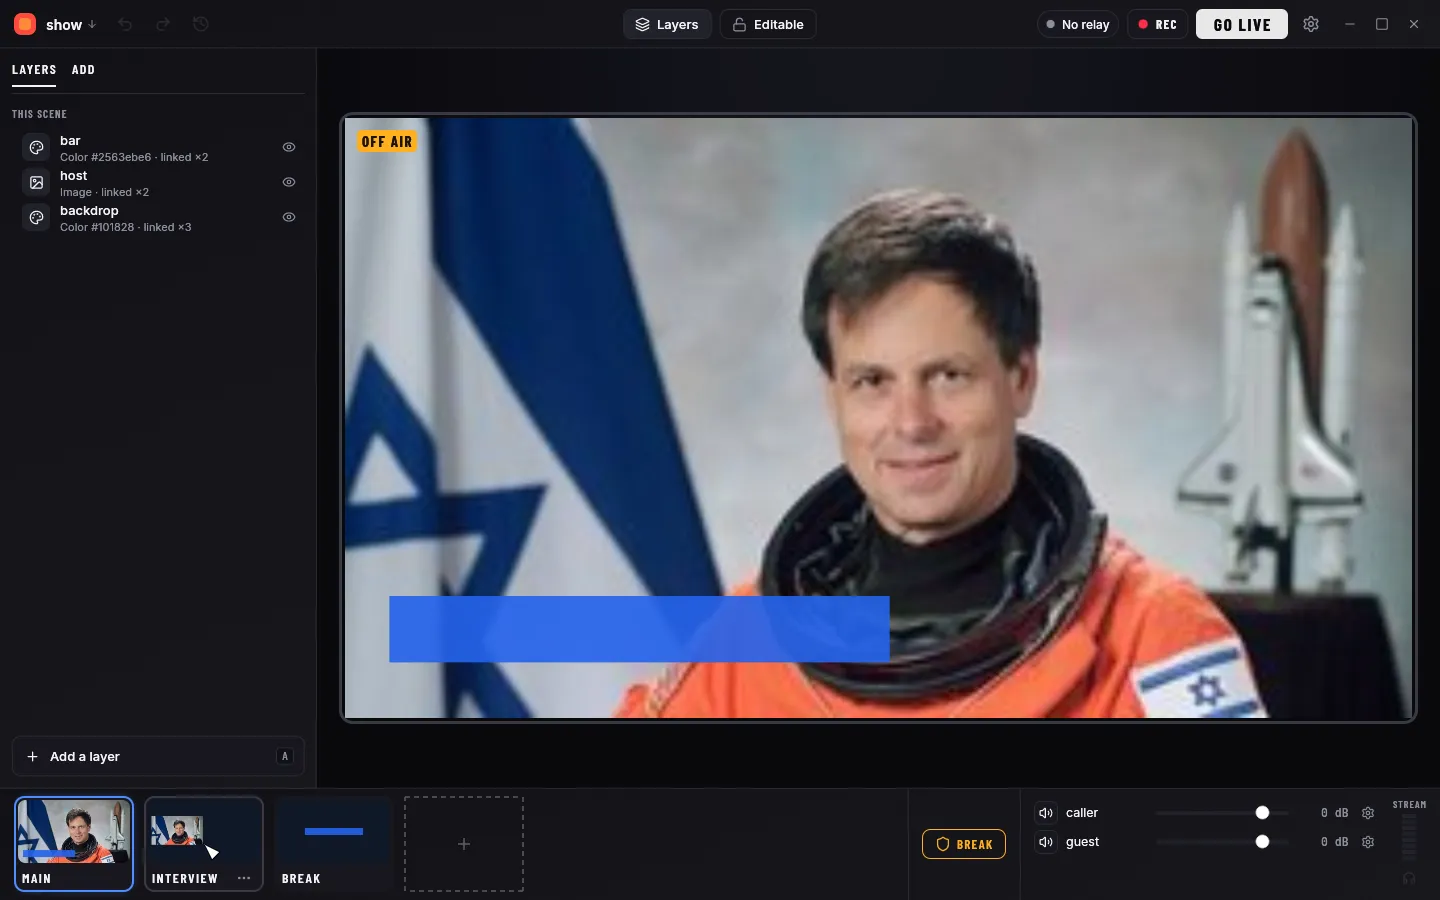 show
Layers
Editable
No relay
REC
GO LIVE
LAYERS ADD
THIS SCENE
bar
Color #2563ebe6 · linked ×2
host
Image · linked ×2
backdrop
Color #101828 · linked ×3
OFF AIR
Add a layer
A
MAIN
INTERVIEW
BREAK
BREAK
caller
0 dB
guest
0 dB
STREAM